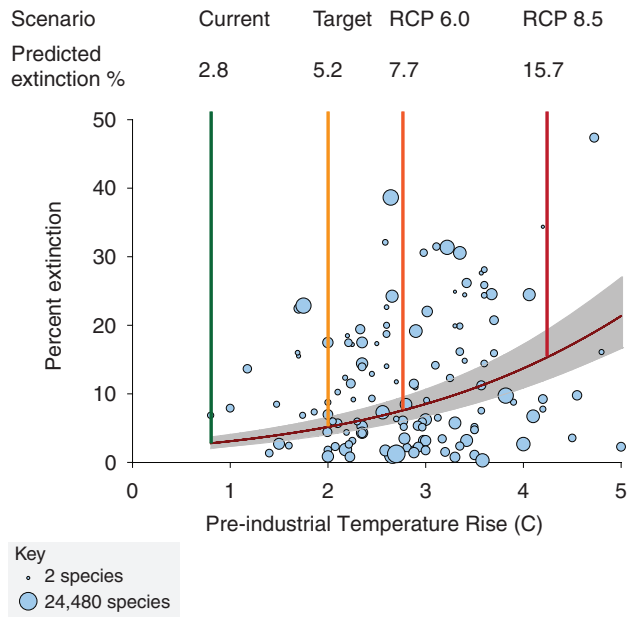 Scenario Current Target RCP 6.0 RCP 8.5
Predicted
extinction % 2.8 5.2 7.7 15.7
50
40
30
20
10
0
Percent extinction
0 1 2 3 4 5
Pre-industrial Temperature Rise (C)
Key
2 species
24,480 species